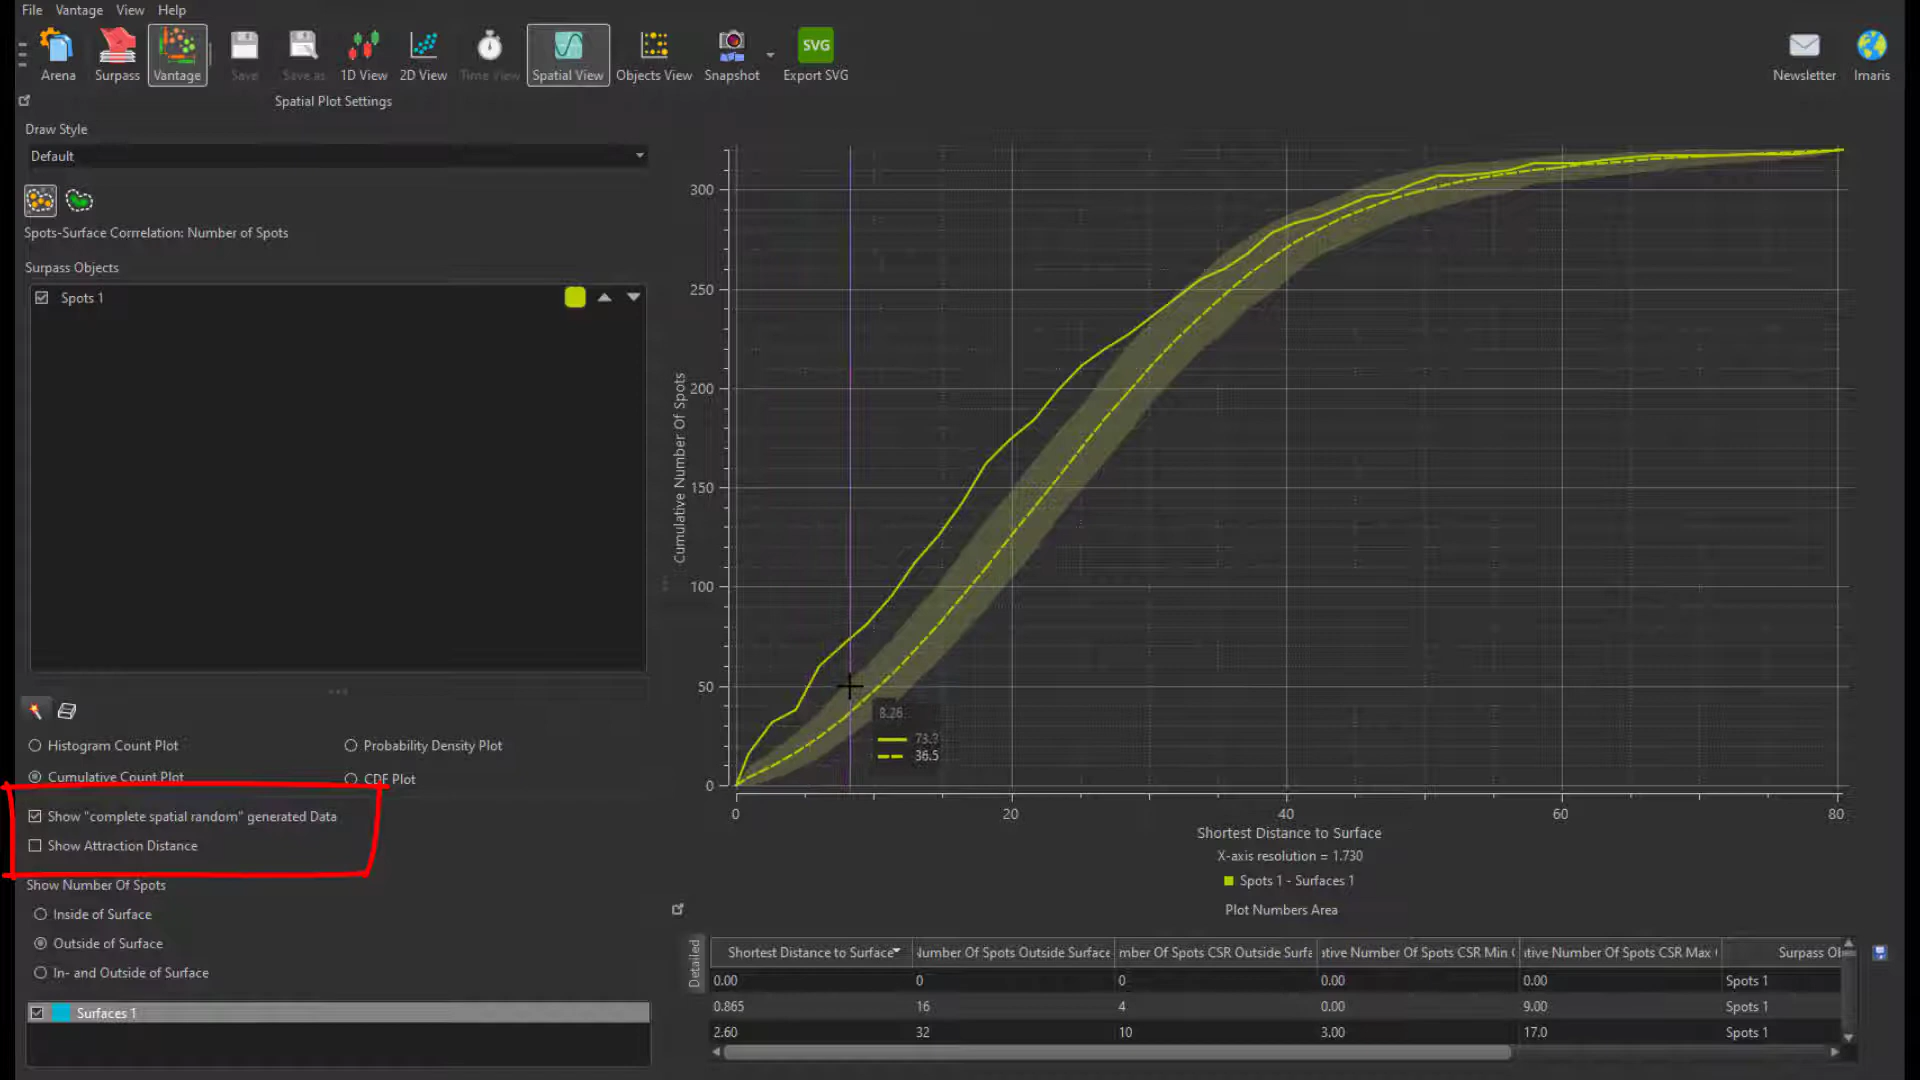 File Vantage View Help
Arena Surpass Vantage Save Save as 1D View 2D View Time View Spatial View Objects View Snapshot SVG Export SVG Newsletter Imaris
Spatial Plot Settings
Draw Style
Default
Spots-Surface Corrrelation: Number of Spots
Surpass Objects
Spots 1
Histogram Count Plot Probability Density Plot
Cumulative Count Plot CDF Plot
Show "complete spatial random" generated Data
Show Attraction Distance
Show Number Of Spots
Inside of Surface
Outside of Surface
In- and Outside of Surface
Surfaces 1
Cumulative Number Of Spots
300
250
200
150
100
50
0
8.26
73.3
36.5
0 20 40 60 80
Shortest Distance to Surface
X-axis resolution = 1.730
Spots 1 - Surfaces 1
Plot Numbers Area
Detailed
Shortest Distance to Surface Number Of Spots Outside Surface mber Of Spots CSR Outside Surfa ative Number Of Spots CSR Min ative Number Of Spots CSR Max Surpass Ob
0.00 0 0 0.00 0.00 Spots 1
0.865 16 4 0.00 9.00 Spots 1
2.60 32 10 3.00 17.0 Spots 1